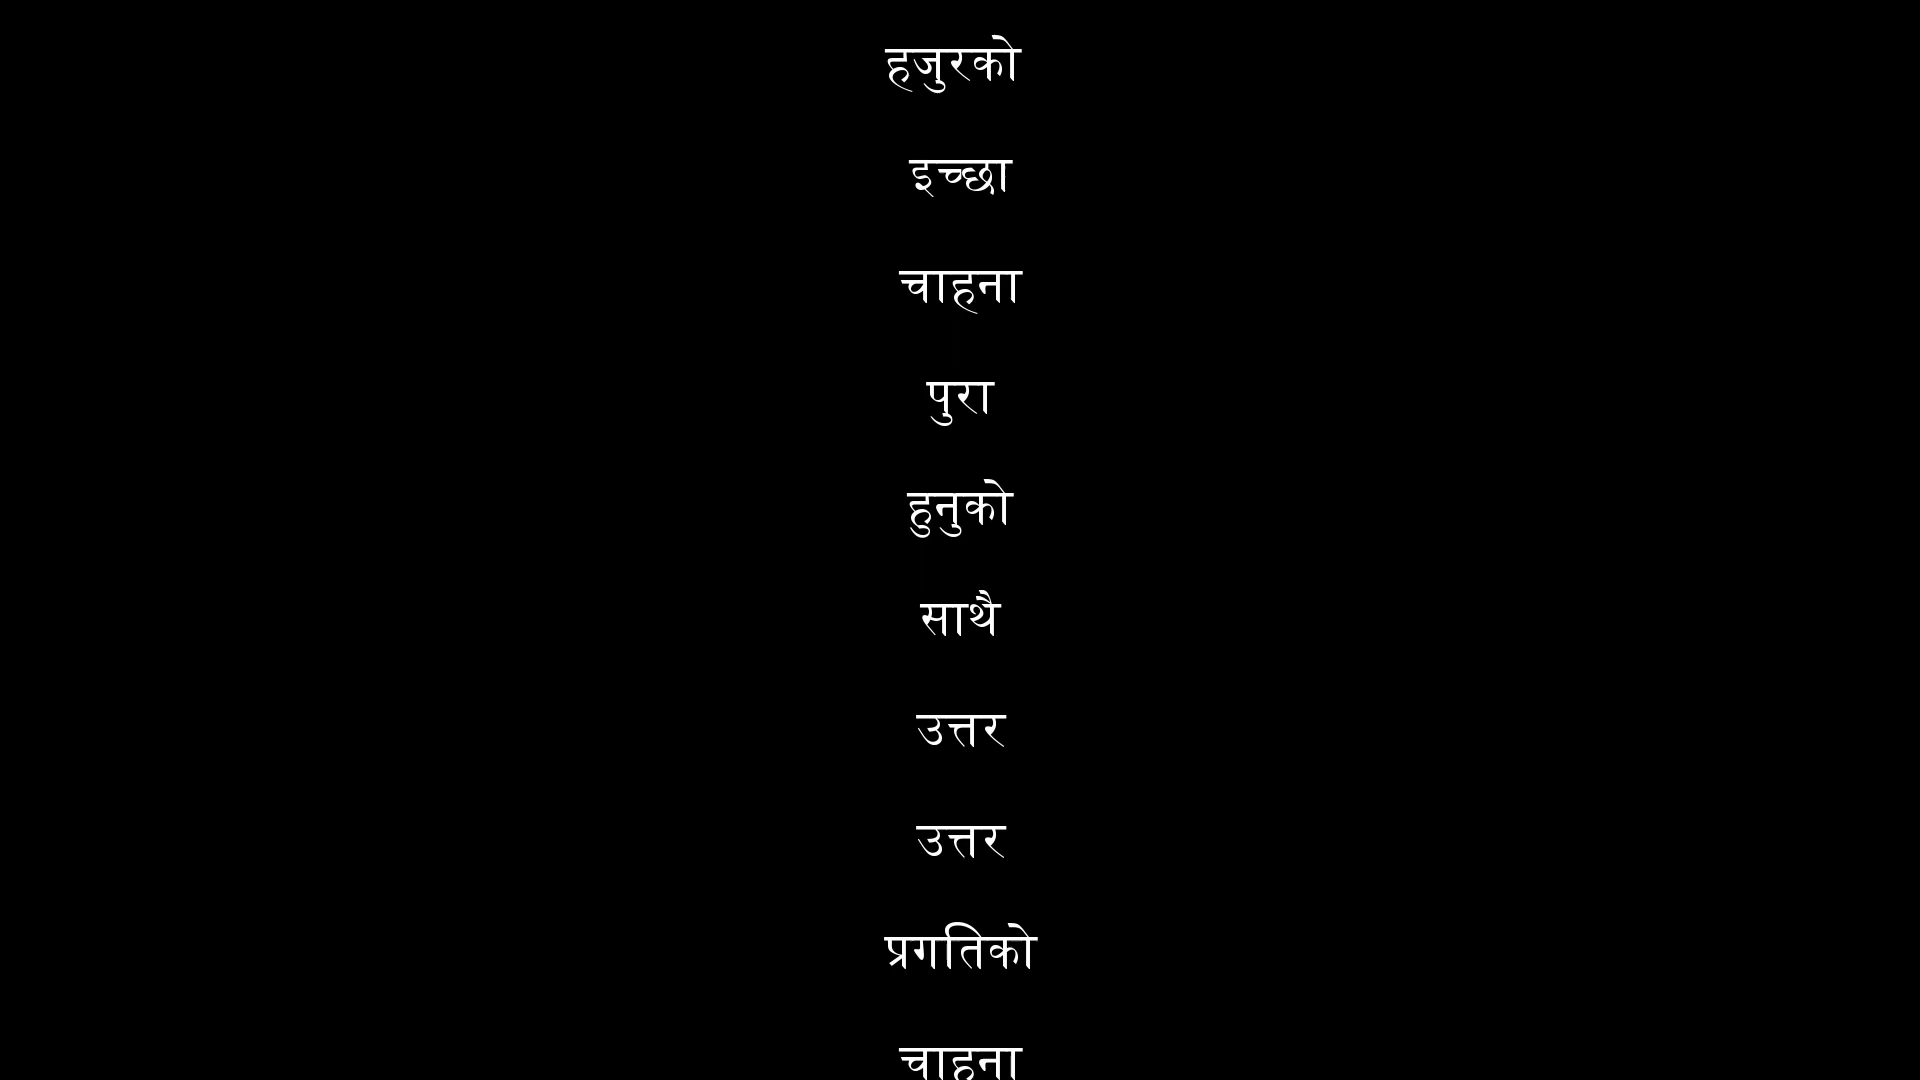 हजुरको
इच्छा
चाहना
पुरा
हुनुको
साथै
उत्तर
उत्तर
प्रगतिको
चाहना